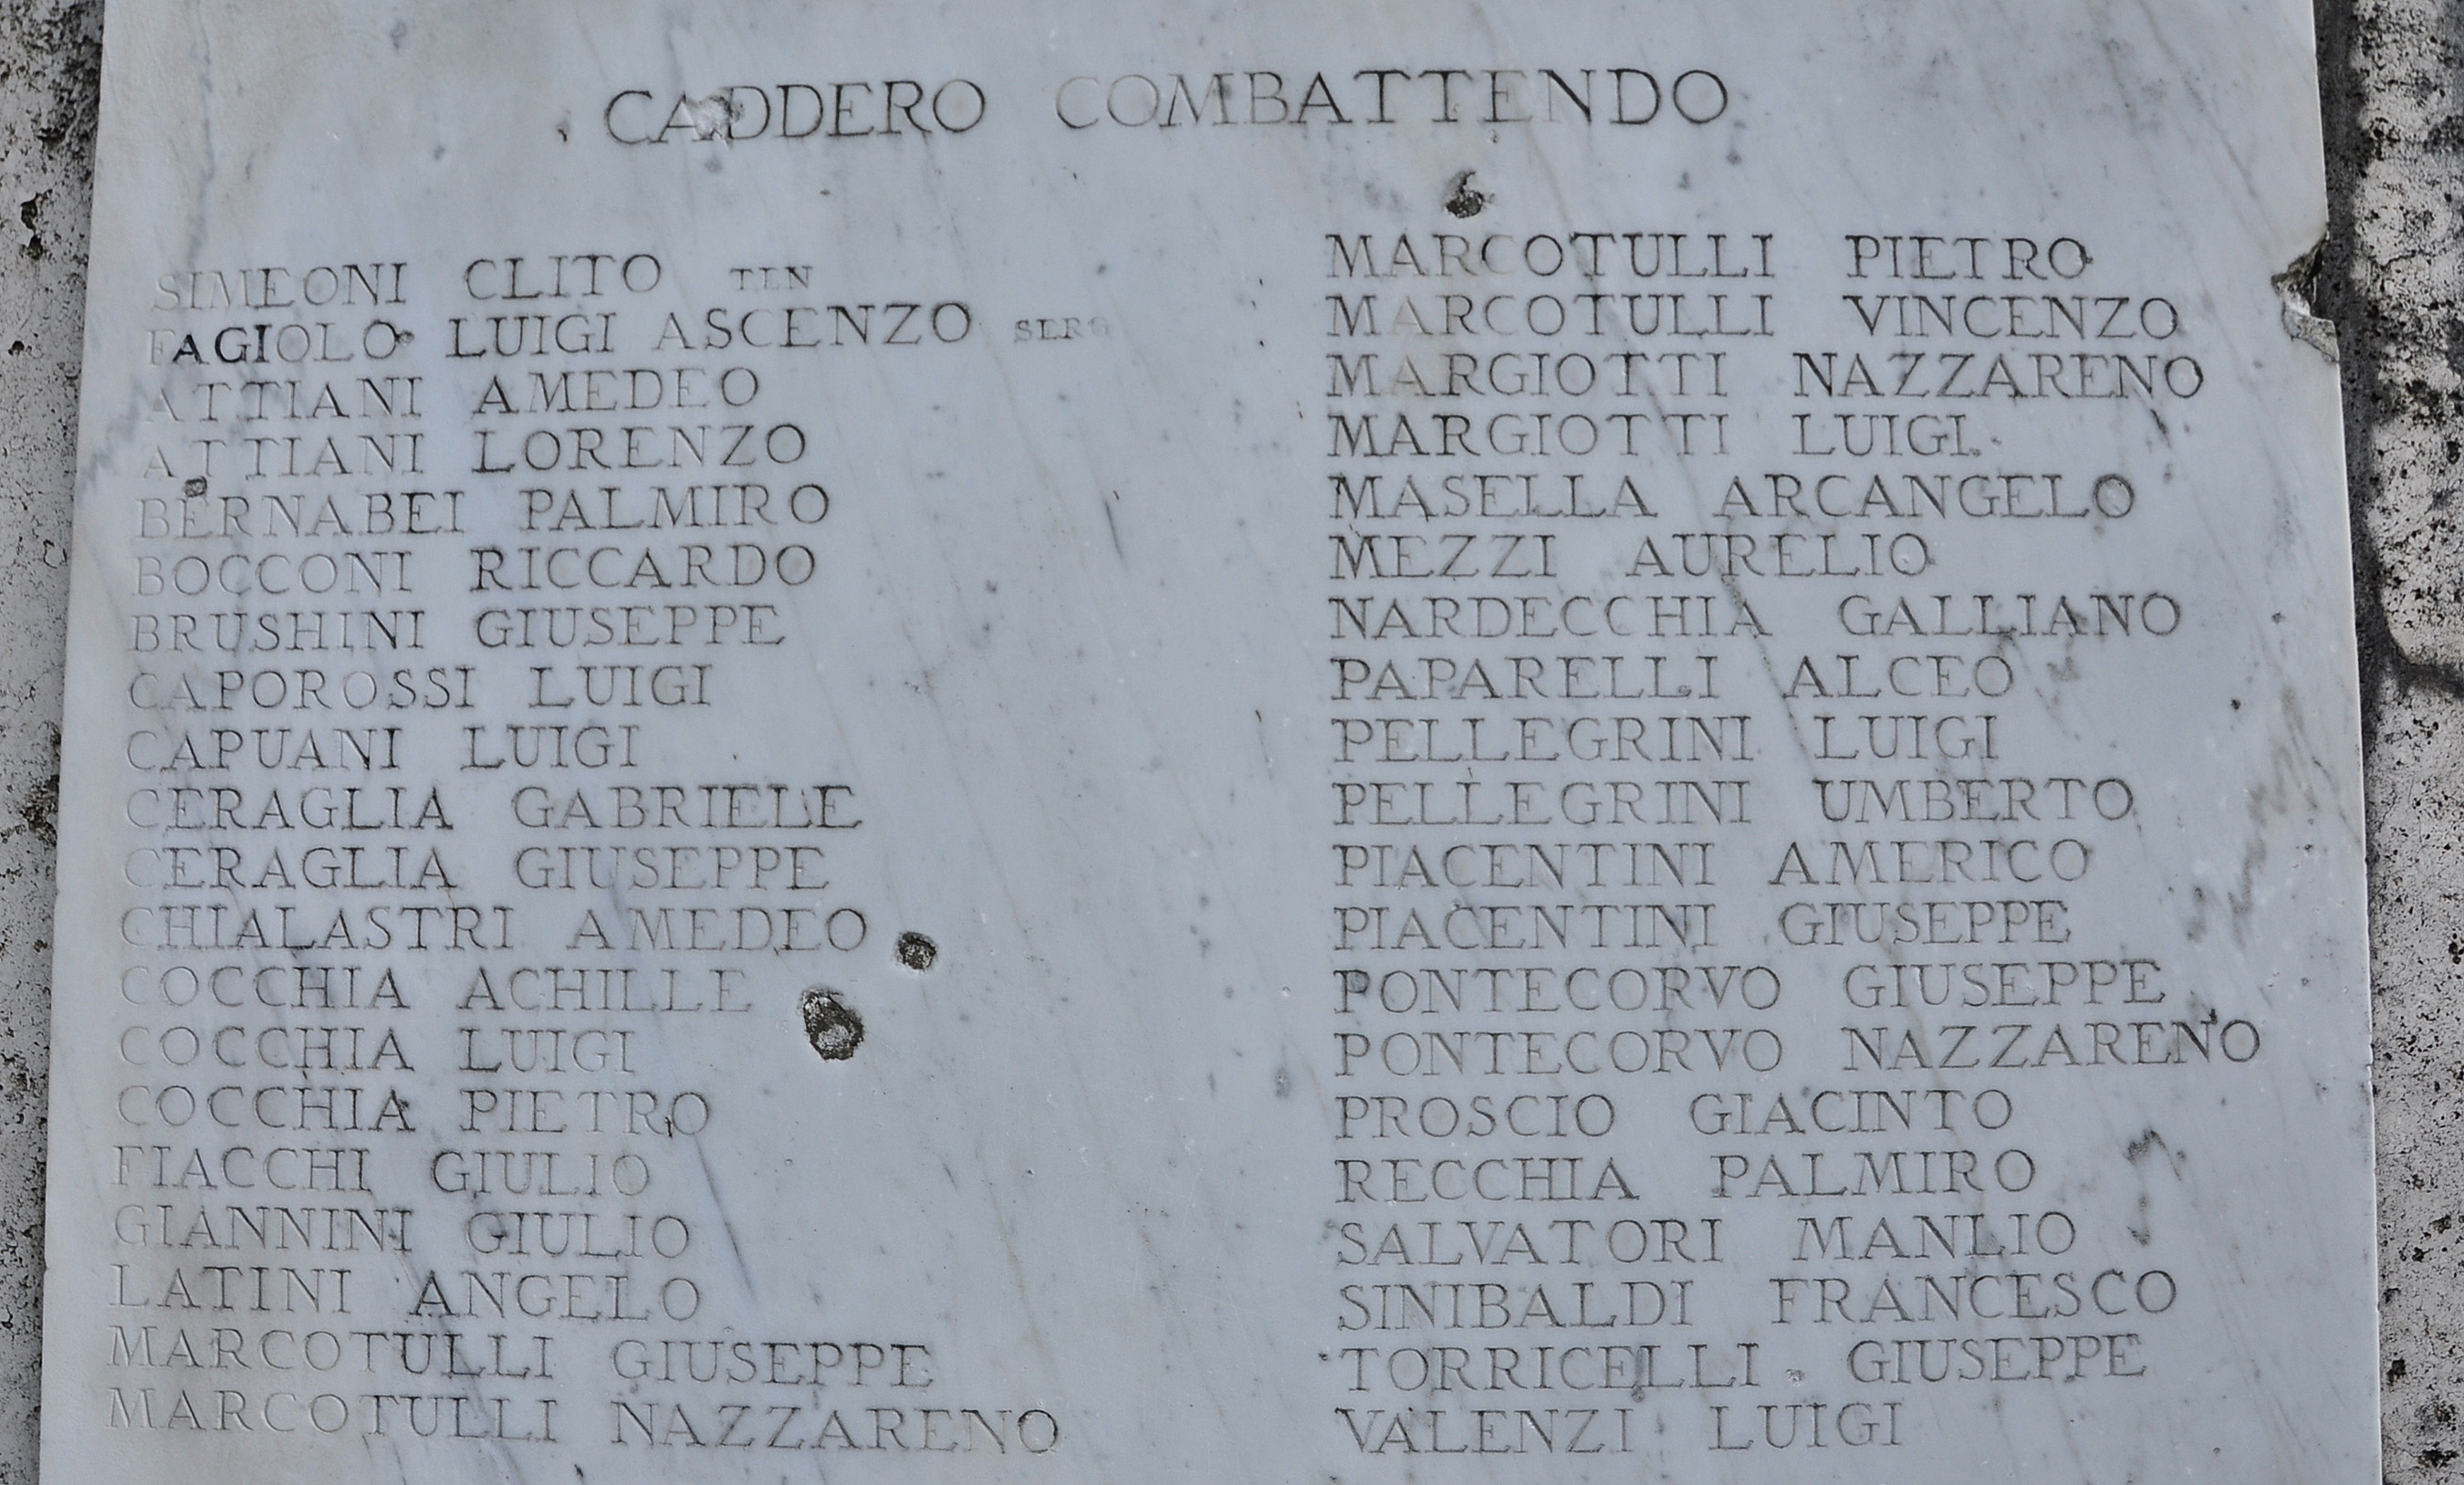 CADDERO COMBATTENDO
SIMEONI CLITO TEN
FAGIOLO LUIGI ASCENZO SERG
ATTIANI AMEDEO
ATTIANI LORENZO
BERNABEI PALMIRO
BOCCONI RICCARDO
BRUSHINI GIUSEPPE
CAPOROSSI LUIGI
CAPUANI LUIGI
CERAGLIA GABRIELE
CERAGLIA GIUSEPPE
CHIALASTRI AMEDEO
COCCHIA ACHILLE
COCCHIA LUIGI
COCCHIA PIETRO
FIACCHI GIULIO
GIANNINI GIULIO
LATINI ANGELO
MARCOTULLI GIUSEPPE
MARCOTULLI NAZZARENO
MARCOTULLI PIETRO
MARCOTULLI VINCENZO
MARGIOTTI NAZZARENO
MARGIOTTI LUIGI
MASELLA ARCANGELO
MEZZI AURELIO
NARDECCHIA GALLIANO
PAPARELLI ALCEO
PELLEGRINI LUIGI
PELLEGRINI UMBERTO
PIACENTINI AMERICO
PIACENTINI GIUSEPPE
PONTECORVO GIUSEPPE
PONTECORVO NAZZARENO
PROSCIO GIACINTO
RECCHIA PALMIRO
SALVATORI MANLIO
SINIBALDI FRANCESCO
TORRICELLI GIUSEPPE
VALENZI LUIGI